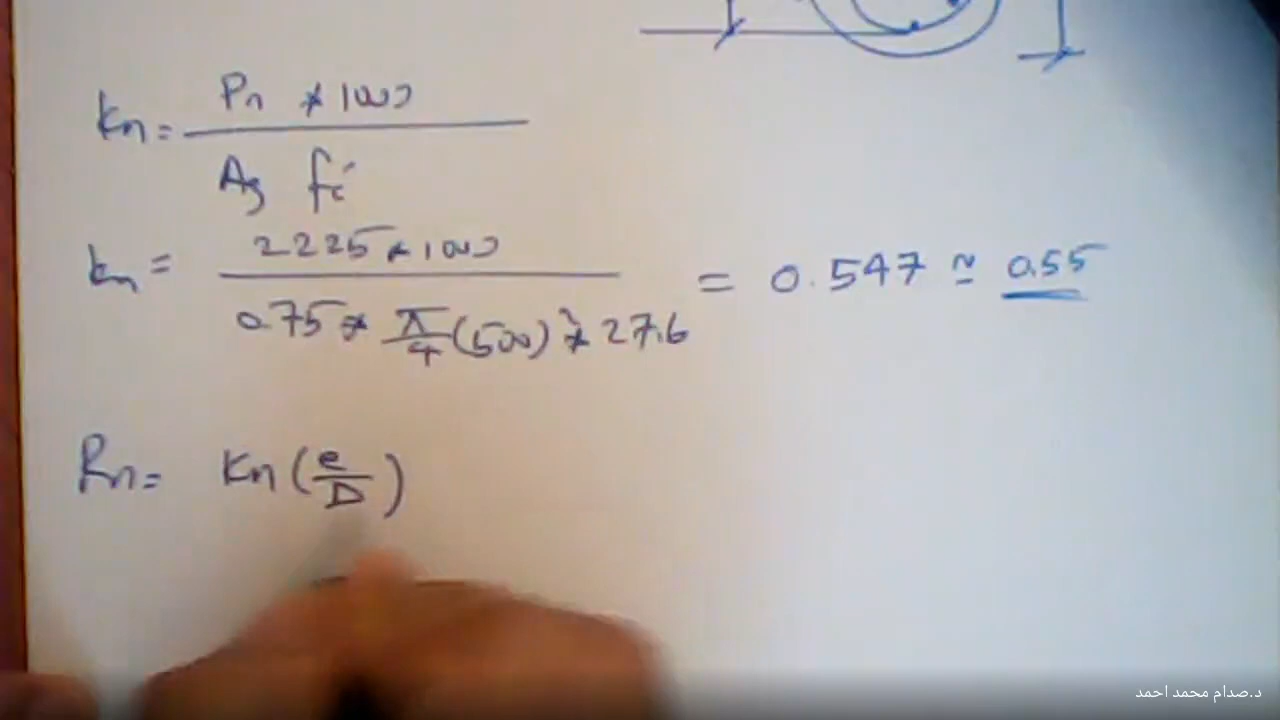 Kn = Pn * 1000 / Ag fc'
Kn = 2225 * 1000 / 0.75 * π/4 (500)² * 27.6 = 0.547 ≃ 0.55
Rn = Kn (e/D)
د.صدام محمد احمد